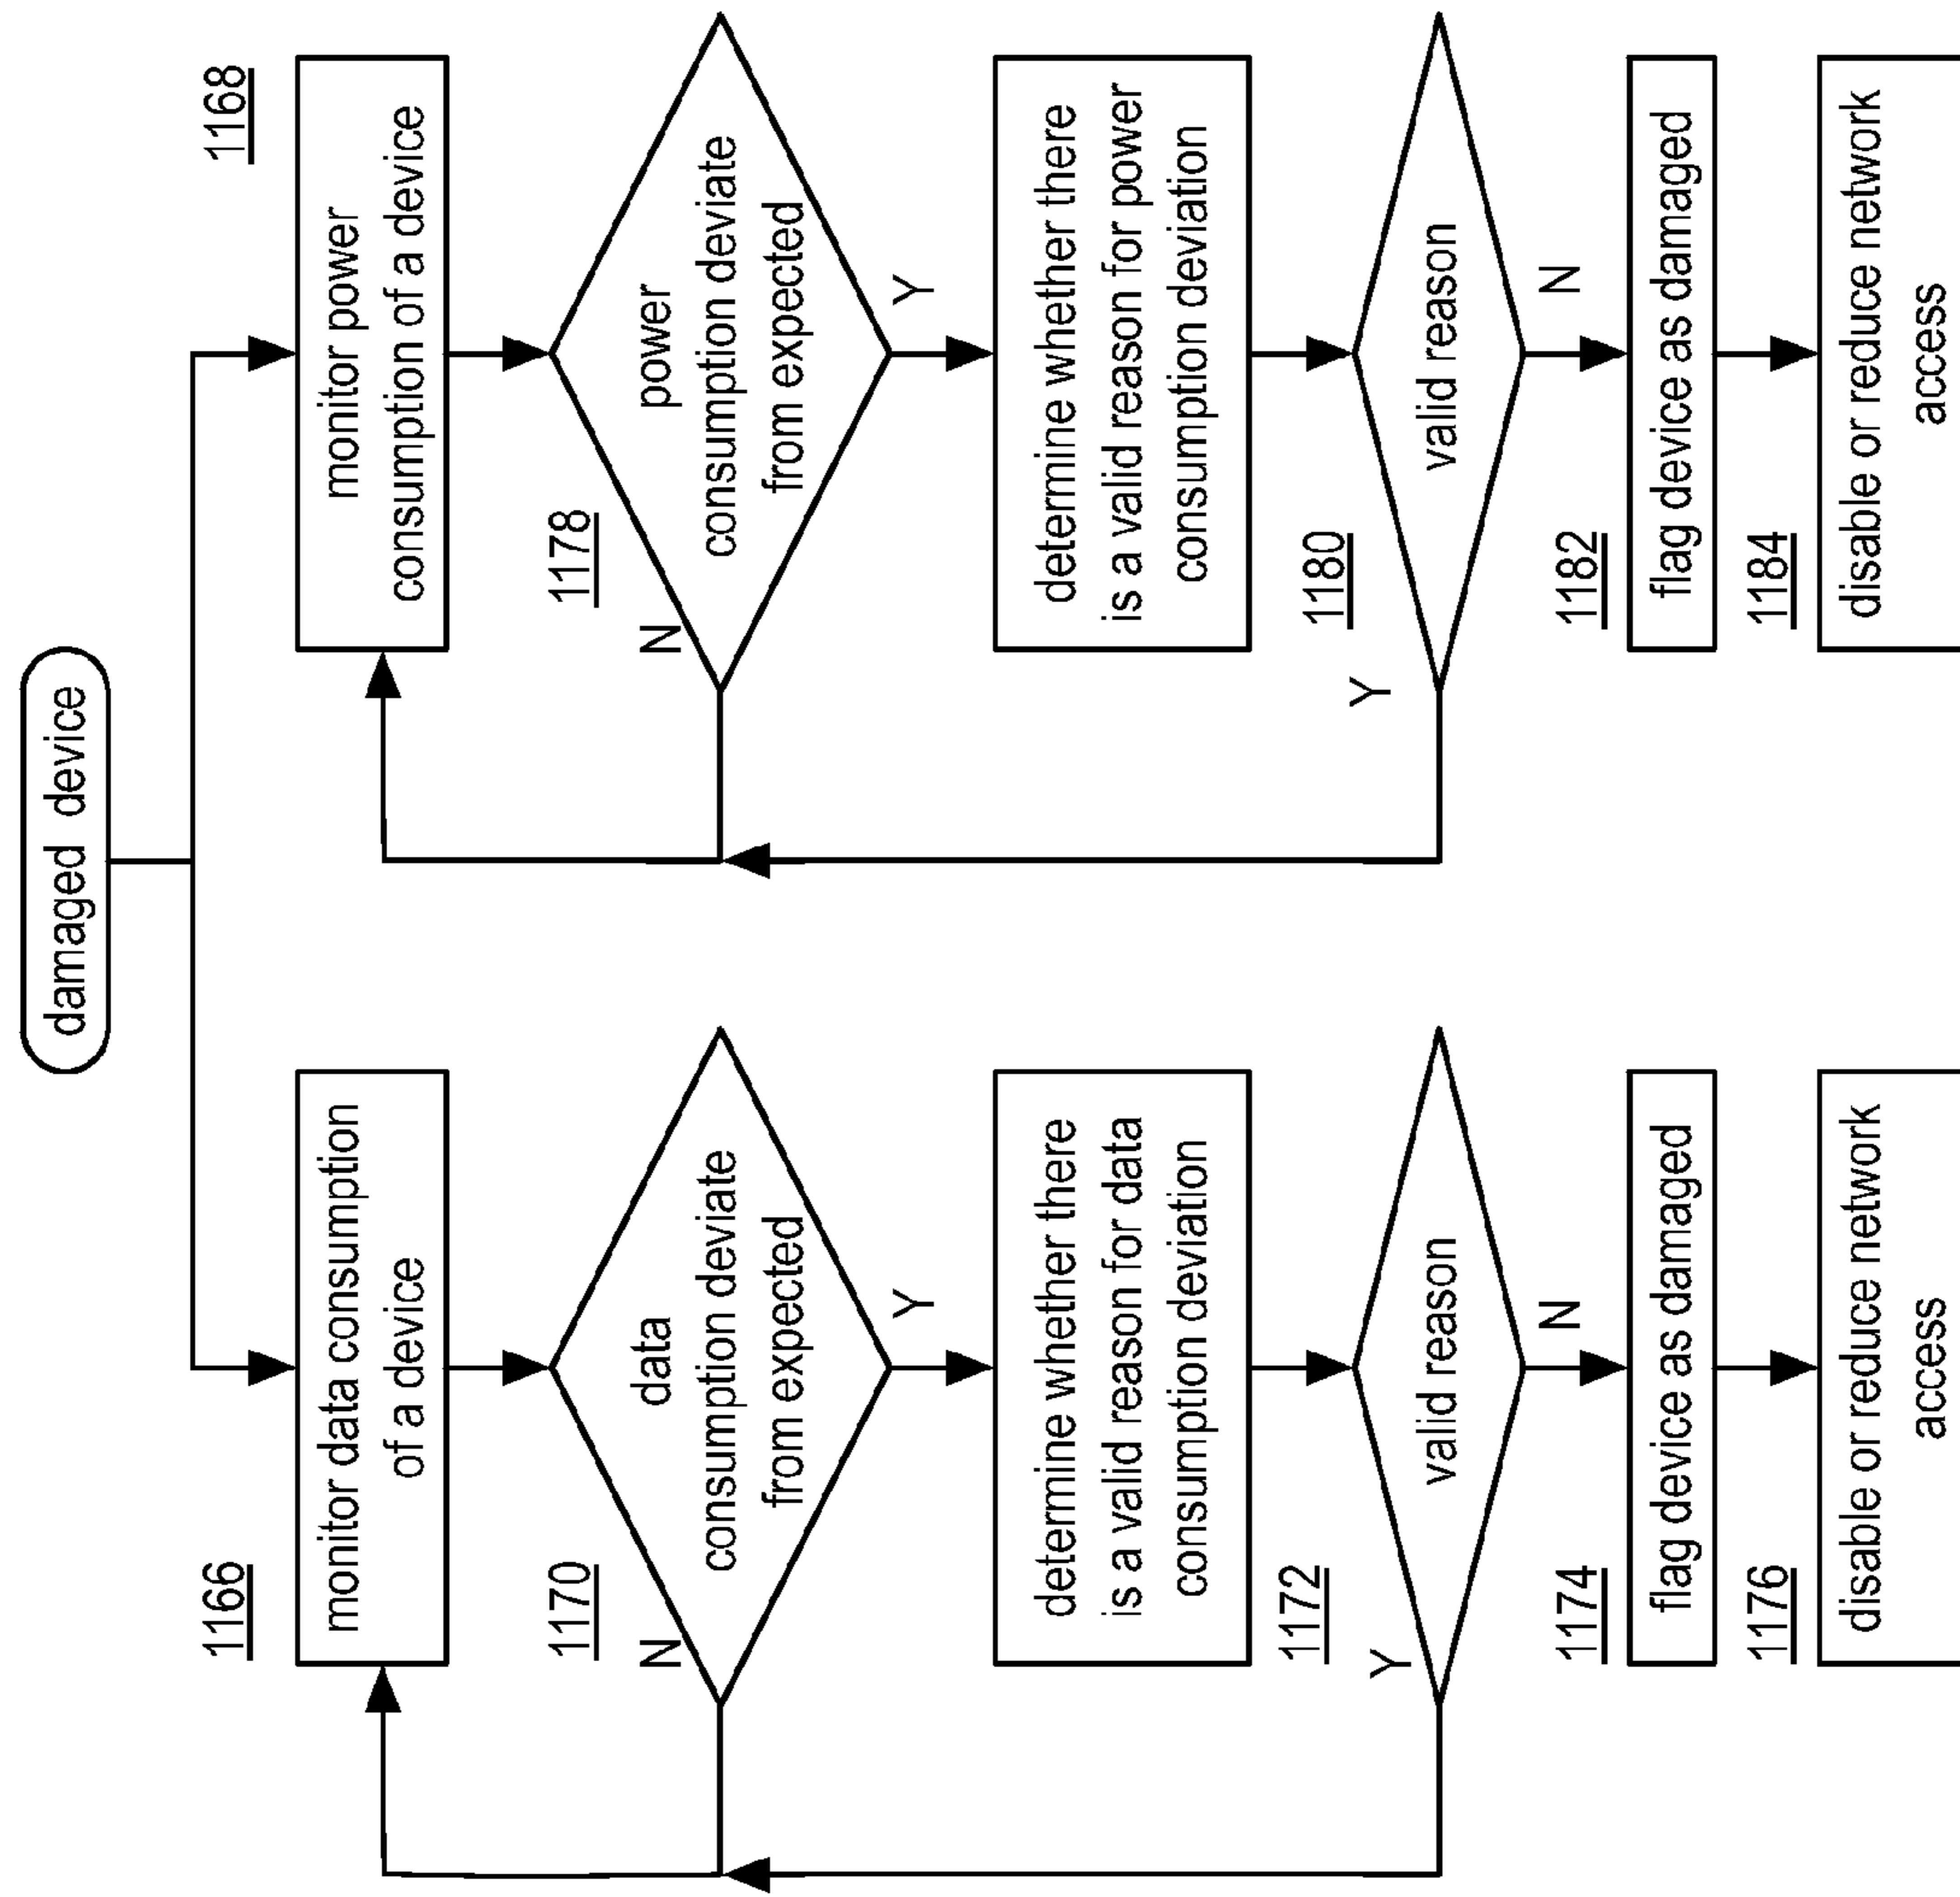 damaged device
1166
monitor data consumption
of a device
1170
data
consumption deviate
from expected
N
Y
determine whether there
is a valid reason for data
consumption deviation
1172
valid reason
Y
N
1174
flag device as damaged
1176
disable or reduce network
access
1168
monitor power
consumption of a device
1178
power
consumption deviate
from expected
N
Y
determine whether there
is a valid reason for power
consumption deviation
1180
valid reason
Y
N
1182
flag device as damaged
1184
disable or reduce network
access